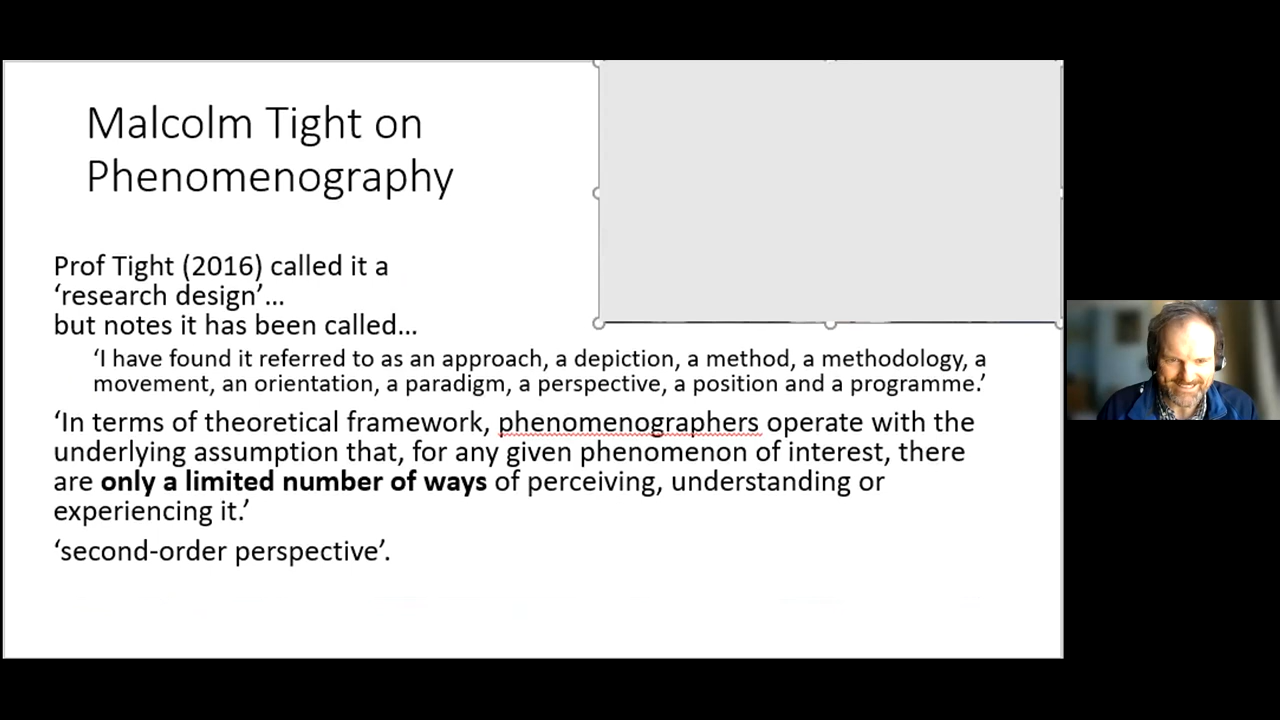 Malcolm Tight on
Phenomenography
Prof Tight (2016) called it a
‘research design’...
but notes it has been called...
‘I have found it referred to as an approach, a depiction, a method, a methodology, a
movement, an orientation, a paradigm, a perspective, a position and a programme.’
‘In terms of theoretical framework, phenomenographers operate with the
underlying assumption that, for any given phenomenon of interest, there
are only a limited number of ways of perceiving, understanding or
experiencing it.’
‘second-order perspective’.